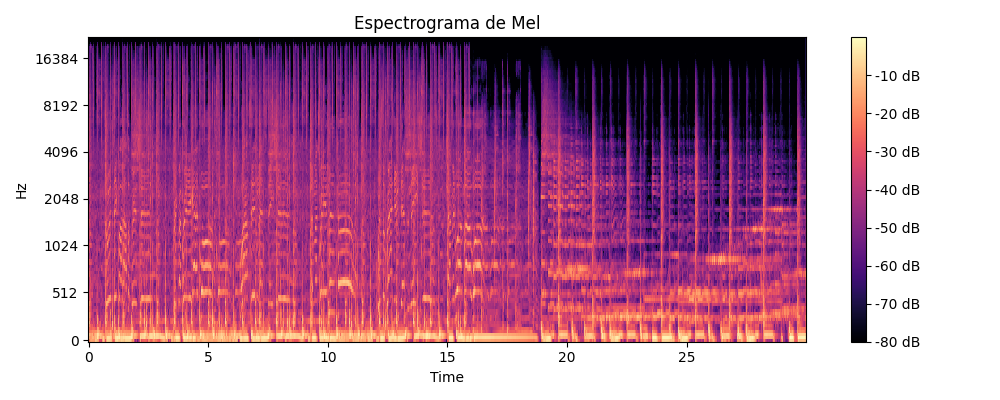 Espectrograma de Mel
16384
8192
4096
2048
1024
512
0
Hz
0 5 10 15 20 25
Time
-10 dB
-20 dB
-30 dB
-40 dB
-50 dB
-60 dB
-70 dB
-80 dB